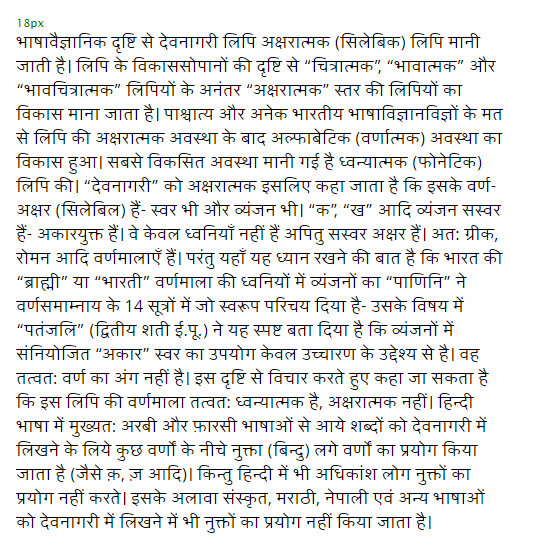 18px
भाषावैज्ञानिक दृष्टि से देवनागरी लिपि अक्षरात्मक (सिलेबिक) लिपि मानी
जाती है। लिपि के विकाससोपानों की दृष्टि से “चित्रात्मक”, “भावात्मक” और
“भावचित्रात्मक” लिपियों के अनंतर “अक्षरात्मक” स्तर की लिपियों का
विकास माना जाता है। पाश्चात्य और अनेक भारतीय भाषाविज्ञानविज्ञों के मत
से लिपि की अक्षरात्मक अवस्था के बाद अल्फाबेटिक (वर्णात्मक) अवस्था का
विकास हुआ। सबसे विकसित अवस्था मानी गई है ध्वन्यात्मक (फोनेटिक)
लिपि की। “देवनागरी” को अक्षरात्मक इसलिए कहा जाता है कि इसके वर्ण-
अक्षर (सिलेबिल) हैं- स्वर भी और व्यंजन भी। “क”, “ख” आदि व्यंजन सस्वर
हैं- अकारयुक्त हैं। वे केवल ध्वनियाँ नहीं हैं अपितु सस्वर अक्षर हैं। अत: ग्रीक,
रोमन आदि वर्णमालाएँ हैं। परंतु यहाँ यह ध्यान रखने की बात है कि भारत की
“ब्राह्मी” या “भारती” वर्णमाला की ध्वनियों में व्यंजनों का “पाणिनि” ने
वर्णसमाम्नाय के 14 सूत्रों में जो स्वरूप परिचय दिया है- उसके विषय में
“पतंजलि” (द्वितीय शती ई.पू.) ने यह स्पष्ट बता दिया है कि व्यंजनों में
संनियोजित “अकार” स्वर का उपयोग केवल उच्चारण के उद्देश्य से है। वह
तत्वत: वर्ण का अंग नहीं है। इस दृष्टि से विचार करते हुए कहा जा सकता है
कि इस लिपि की वर्णमाला तत्वत: ध्वन्यात्मक है, अक्षरात्मक नहीं। हिन्दी
भाषा में मुख्यत: अरबी और फ़ारसी भाषाओं से आये शब्दों को देवनागरी में
लिखने के लिये कुछ वर्णों के नीचे नुक्ता (बिन्दु) लगे वर्णों का प्रयोग किया
जाता है (जैसे क़, ज़ आदि)। किन्तु हिन्दी में भी अधिकांश लोग नुक्तों का
प्रयोग नहीं करते। इसके अलावा संस्कृत, मराठी, नेपाली एवं अन्य भाषाओं
को देवनागरी में लिखने में भी नुक्तों का प्रयोग नहीं किया जाता है।